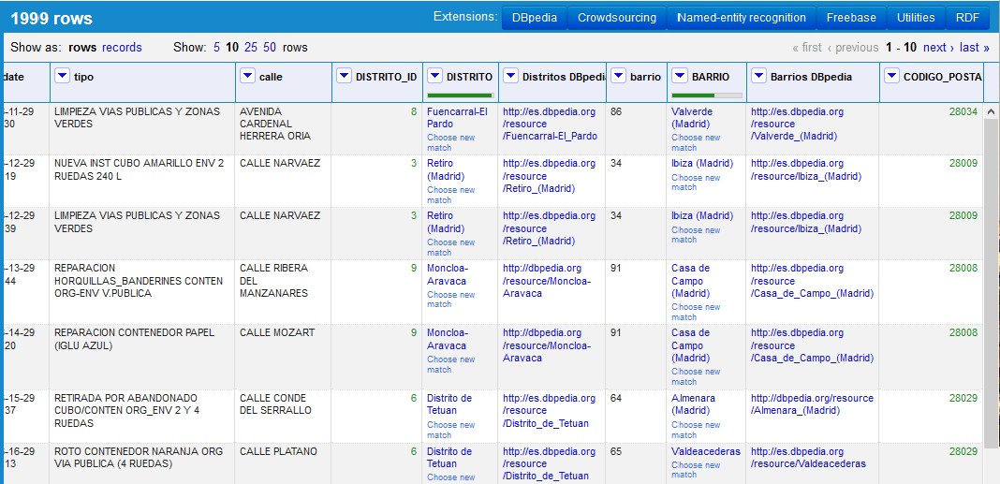 1999 rows
Extensions: DBpedia Crowdsourcing Named-entity recognition Freebase Utilities RDF
Show as: rows records Show: 5 10 25 50 rows « first ‹ previous 1 - 10 next › last »
date tipo calle DISTRITO_ID DISTRITO Distritos DBpedi barrio BARRIO Barrios DBpedia CODIGO_POSTA
-11-29 LIMPIEZA VIAS PUBLICAS Y ZONAS AVENIDA 8 Fuencarral-El http://es.dbpedia.org 86 Valverde http://es.dbpedia.org 28034
30 VERDES CARDENAL Pardo /resource (Madrid) /resource
HERRERA ORIA Choose new /Fuencarral-El_Pardo Choose new /Valverde_(Madrid)
match match
-12-29 NUEVA INST CUBO AMARILLO ENV 2 CALLE NARVAEZ 3 Retiro http://es.dbpedia.org 34 Ibiza (Madrid) http://es.dbpedia.org 28009
19 RUEDAS 240 L (Madrid) /resource Choose new /resource/Ibiza_(Madrid)
Choose new /Retiro_(Madrid) match
match
-12-29 LIMPIEZA VIAS PUBLICAS Y ZONAS CALLE NARVAEZ 3 Retiro http://es.dbpedia.org 34 Ibiza (Madrid) http://es.dbpedia.org 28009
39 VERDES (Madrid) /resource Choose new /resource/Ibiza_(Madrid)
Choose new /Retiro_(Madrid) match
match
-13-29 REPARACION CALLE RIBERA 9 Moncloa- http://dbpedia.org 91 Casa de http://es.dbpedia.org 28008
44 HORQUILLAS_BANDERINES CONTEN DEL Aravaca /resource/Moncloa- Campo /resource
ORG-ENV V.PUBLICA MANZANARES Choose new Aravaca (Madrid) /Casa_de_Campo_(Madrid)
match Choose new
match
-14-29 REPARACION CONTENEDOR PAPEL CALLE MOZART 9 Moncloa- http://dbpedia.org 91 Casa de http://es.dbpedia.org 28008
20 (IGLU AZUL) Aravaca /resource/Moncloa- Campo /resource
Choose new Aravaca (Madrid) /Casa_de_Campo_(Madrid)
match Choose new
match
-15-29 RETIRADA POR ABANDONADO CALLE CONDE 6 Distrito de http://es.dbpedia.org 64 Almenara http://dbpedia.org/resource 28029
37 CUBO/CONTEN ORG_ENV 2 Y 4 DEL SERRALLO Tetuan /resource (Madrid) /Almenara_(Madrid)
RUEDAS Choose new /Distrito_de_Tetuan Choose new
match match
-16-29 ROTO CONTENEDOR NARANJA ORG CALLE PLATANO 6 Distrito de http://es.dbpedia.org 65 Valdeacederas http://es.dbpedia.org 28029
13 VIA PUBLICA (4 RUEDAS) Tetuan /resource Choose new /resource/Valdeacederas
Choose new /Distrito_de_Tetuan match